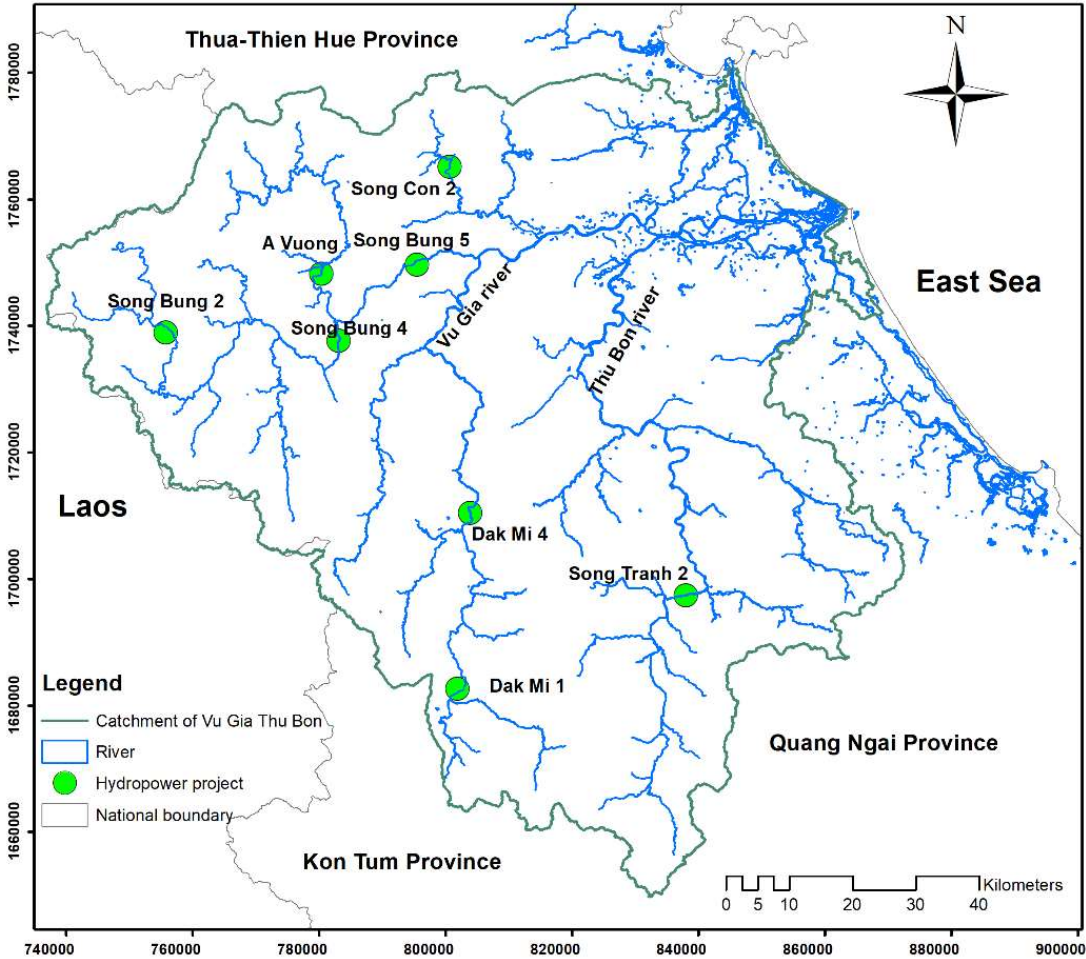 Thua-Thien Hue Province
N
1780000
1760000
1740000
1720000
1700000
1680000
1660000
Song Con 2
A Vuong
Song Bung 5
Song Bung 2
Song Bung 4
Vu Gia river
Thu Bon river
East Sea
Laos
Dak Mi 4
Song Tranh 2
Dak Mi 1
Legend
Catchment of Vu Gia Thu Bon
River
Hydropower project
National boundary
Quang Ngai Province
Kon Tum Province
Kilometers
0 5 10 20 30 40
740000 760000 780000 800000 820000 840000 860000 880000 900000